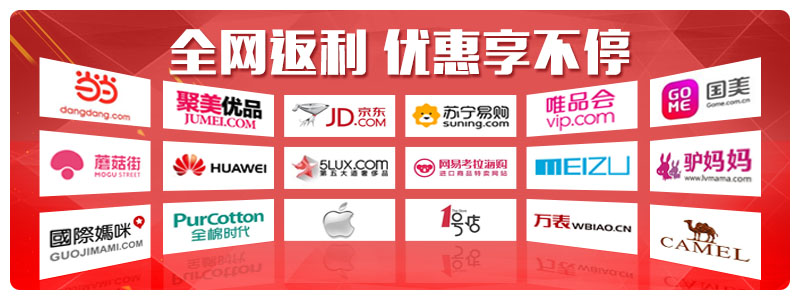 全网返利 优惠享不停
当当
dangdang.com
聚美优品
JUMEI.COM
JD 京东
.COM
苏宁易购
suning.com
唯品会
vip.com
GO
ME
国美
Gome.com.cn
蘑菇街
MOGU STREET
HUAWEI
5LUX.COM
第五大道奢侈品
网易考拉海购
进口商品特卖网站
MEIZU
驴妈妈
www.lvmama.com
國際媽咪
GUOJIMAMI.COM
PurCotton
全棉时代
1号店
万表 WBIAO.CN
CAMEL